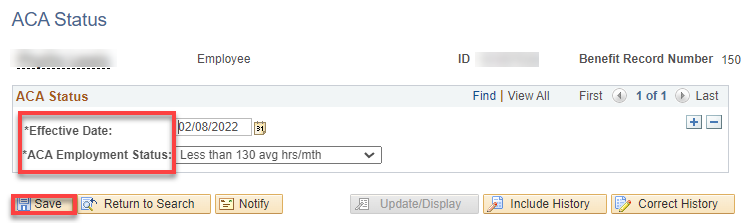 ACA Status
Employee ID Benefit Record Number 150
ACA Status Find | View All First 1 of 1 Last
*Effective Date: 02/08/2022 31
*ACA Employment Status: Less than 130 avg hrs/mth
Save Return to Search Notify Update/Display Include History Correct History